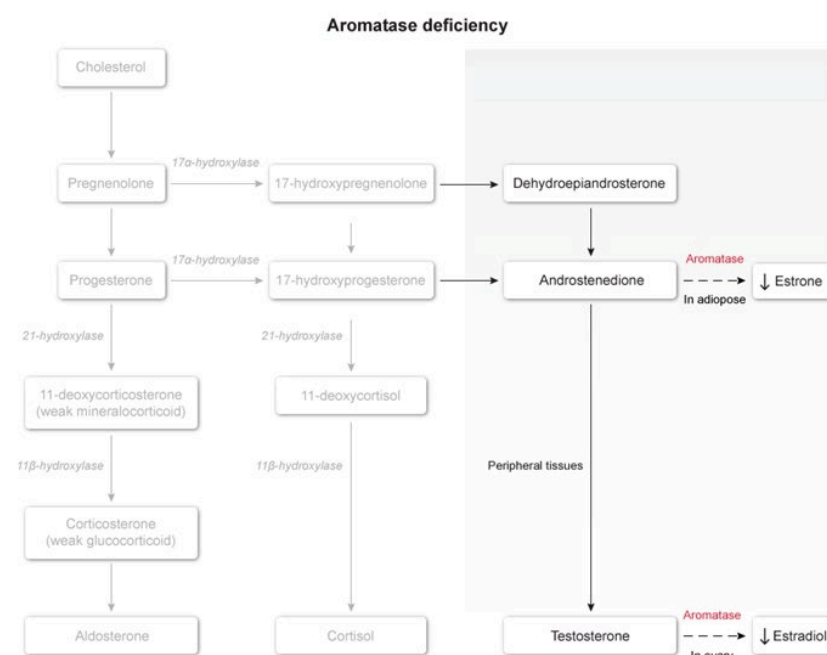 Aromatase deficiency
Cholesterol
17α-hydroxylase
Pregnenolone
17-hydroxypregnenolone
Dehydroepiandrosterone
17α-hydroxylase
Aromatase
Progesterone
17-hydroxyprogesterone
Androstenedione
↓ Estrone
In adiopose
21-hydroxylase
21-hydroxylase
11-deoxycorticosterone
(weak mineralocorticoid)
11-deoxycortisol
11β-hydroxylase
11β-hydroxylase
Peripheral tissues
Corticosterone
(weak glucocorticoid)
Aromatase
Aldosterone
Cortisol
Testosterone
↓ Estradiol